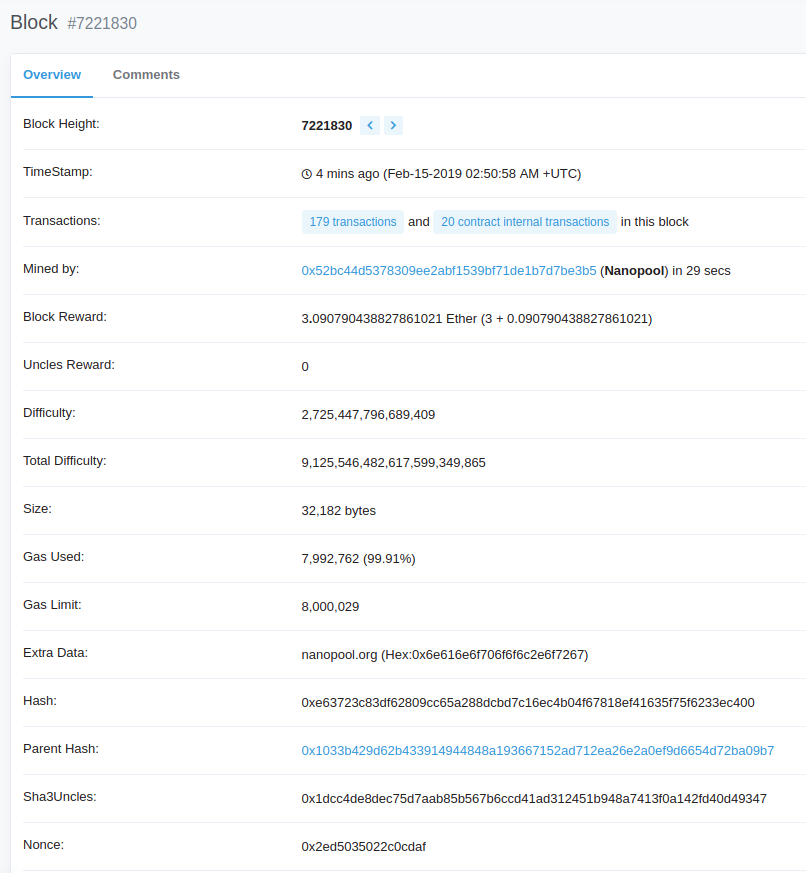 Block #7221830
Overview Comments
Block Height: 7221830
TimeStamp: 4 mins ago (Feb-15-2019 02:50:58 AM +UTC)
Transactions: 179 transactions and 20 contract internal transactions in this block
Mined by: 0x52bc44d5378309ee2abf1539bf71de1b7d7be3b5 (Nanopool) in 29 secs
Block Reward: 3.090790438827861021 Ether (3 + 0.090790438827861021)
Uncles Reward: 0
Difficulty: 2,725,447,796,689,409
Total Difficulty: 9,125,546,482,617,599,349,865
Size: 32,182 bytes
Gas Used: 7,992,762 (99.91%)
Gas Limit: 8,000,029
Extra Data: nanopool.org (Hex:0x6e616e6f706f6f6c2e6f7267)
Hash: 0xe63723c83df62809cc65a288dcbd7c16ec4b04f67818ef41635f75f6233ec400
Parent Hash: 0x1033b429d62b433914944848a193667152ad712ea26e2a0ef9d6654d72ba09b7
Sha3Uncles: 0x1dcc4de8dec75d7aab85b567b6ccd41ad312451b948a7413f0a142fd40d49347
Nonce: 0x2ed5035022c0cdaf